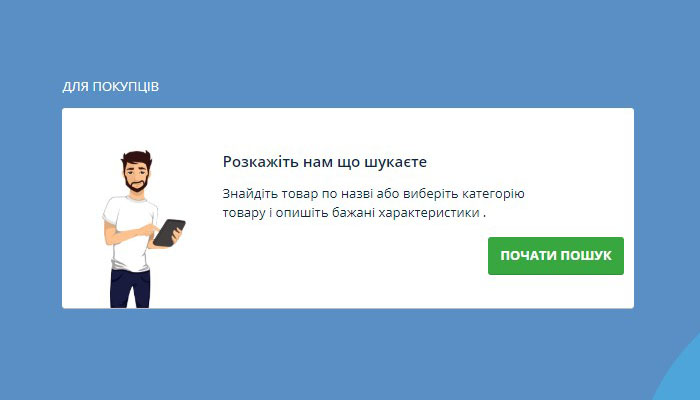 ДЛЯ ПОКУПЦІВ
Розкажіть нам що шукаєте
Знайдіть товар по назві або виберіть категорію
товару і опишіть бажані характеристики .
ПОЧАТИ ПОШУК